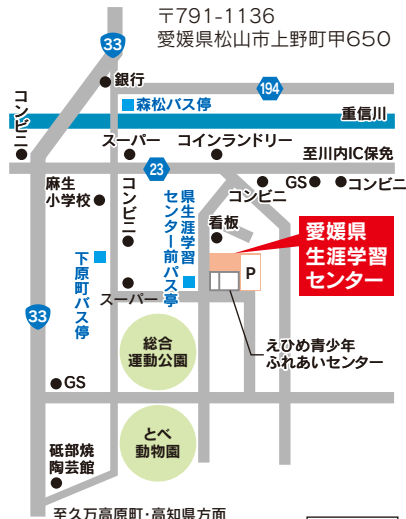 〒791-1136
愛媛県松山市上野町甲650
33
銀行
194
森松バス停
コンビニ
重信川
スーパー
コインランドリー
至川内IC保免
23
麻生
小学校
コンビニ
県生涯学習
センター前バス亭
コンビニ
GS
コンビニ
看板
愛媛県
生涯学習
センター
下原町バス停
P
スーパー
33
総合
運動公園
えひめ青少年
ふれあいセンター
GS
とべ
動物園
砥部焼
陶芸館
至久万高原町・高知県方面